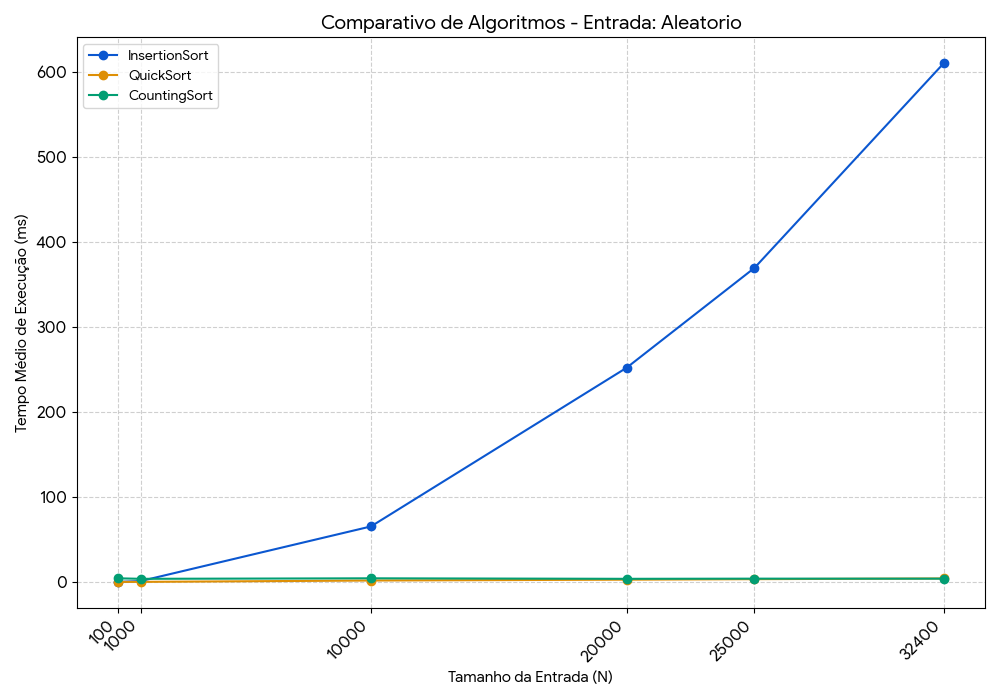 Comparativo de Algoritmos - Entrada: Aleatorio
InsertionSort
QuickSort
CountingSort
Tempo Médio de Execução (ms)
600
500
400
300
200
100
0
100
1000
10000
20000
25000
32400
Tamanho da Entrada (N)